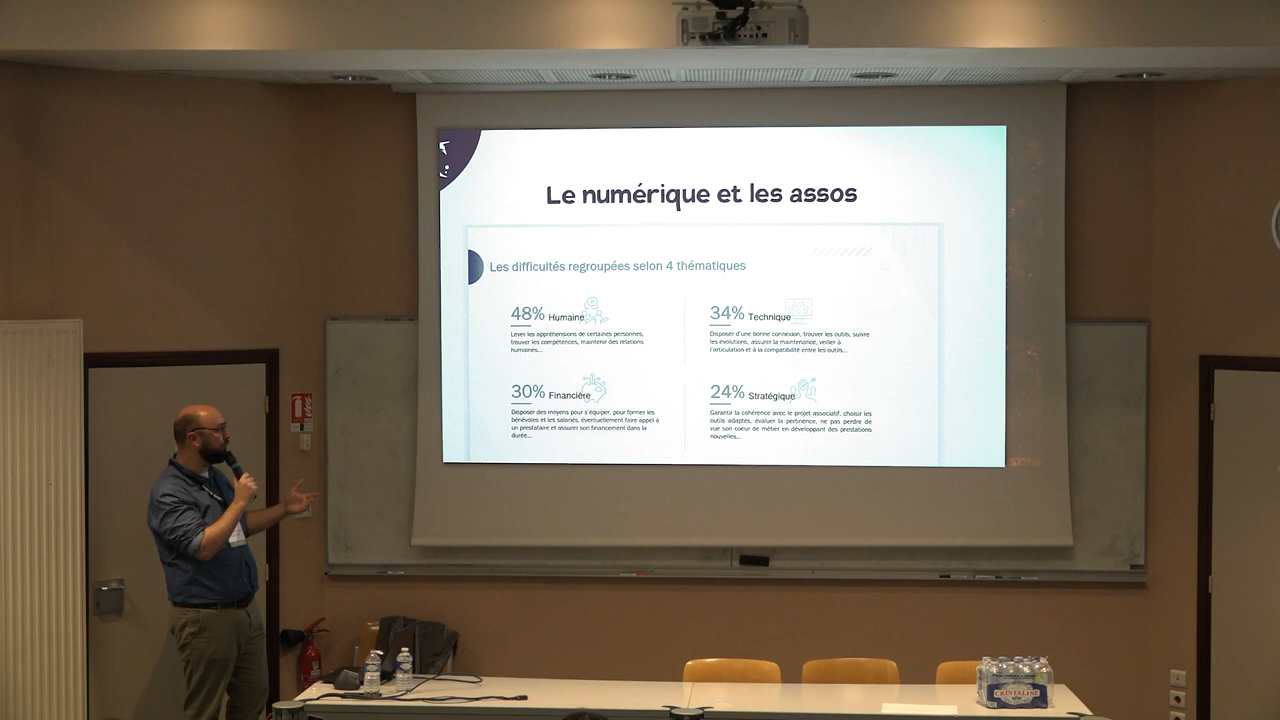 Le numérique et les assos
Les difficultés regroupées selon 4 thématiques
48% Humaine
Lever les appréhensions de certaines personnes,
trouver les compétences, maintenir des relations
humaines...
34% Technique
Disposer d'une bonne connexion, trouver les outils, suivre
les évolutions, assurer la maintenance, veiller à
l'articulation et à la compatibilité entre les outils...
30% Financière
Disposer des moyens pour s'équiper, pour former les
bénévoles et les salariés, éventuellement faire appel à
un prestataire et assurer son financement dans la
durée...
24% Stratégique
Garantir la cohérence avec le projet associatif, choisir les
outils adaptés, évaluer la pertinence, ne pas perdre de
vue son coeur de métier en développant des prestations
nouvelles...
CRISTALINE